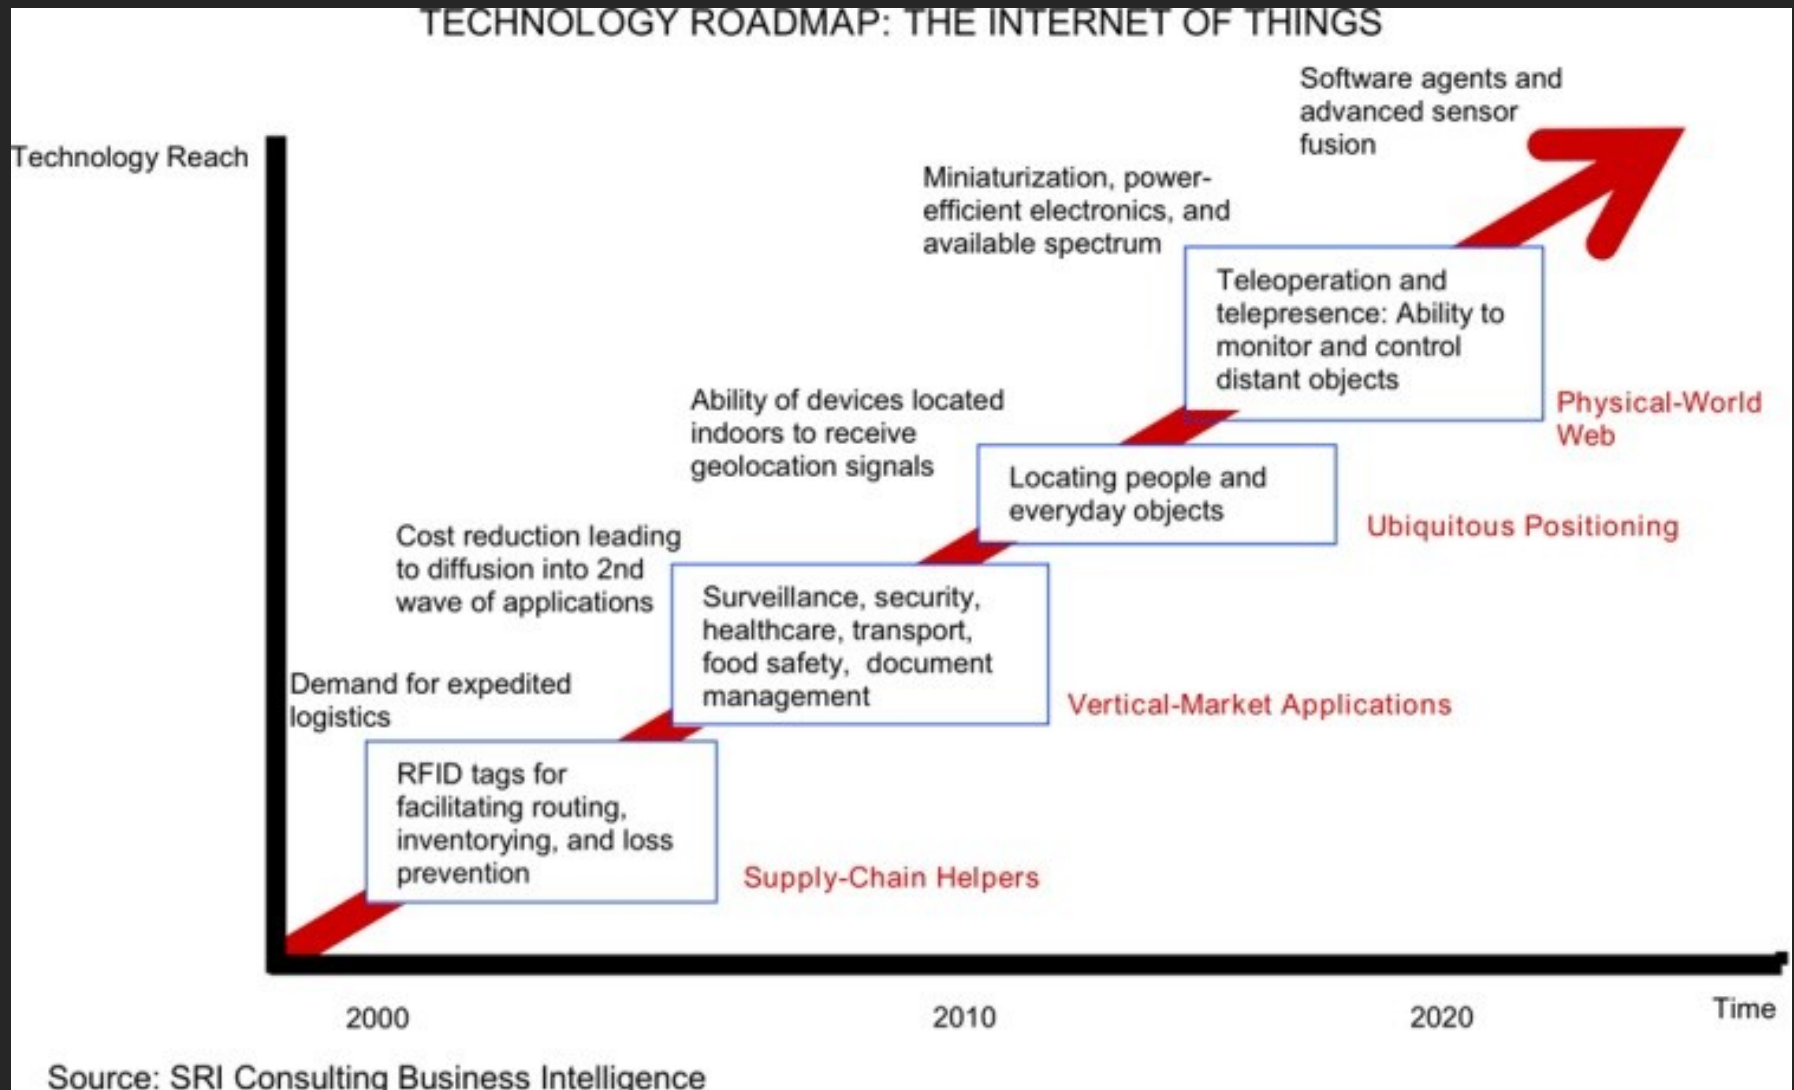 TECHNOLOGY ROADMAP: THE INTERNET OF THINGS
Software agents and
advanced sensor
fusion
Technology Reach
Miniaturization, power-
efficient electronics, and
available spectrum
Teleoperation and
telepresence: Ability to
monitor and control
distant objects
Physical-World
Web
Ability of devices located
indoors to receive
geolocation signals
Locating people and
everyday objects
Ubiquitous Positioning
Cost reduction leading
to diffusion into 2nd
wave of applications
Surveillance, security,
healthcare, transport,
food safety, document
management
Vertical-Market Applications
Demand for expedited
logistics
RFID tags for
facilitating routing,
inventorying, and loss
prevention
Supply-Chain Helpers
2000
2010
2020
Time
Source: SRI Consulting Business Intelligence